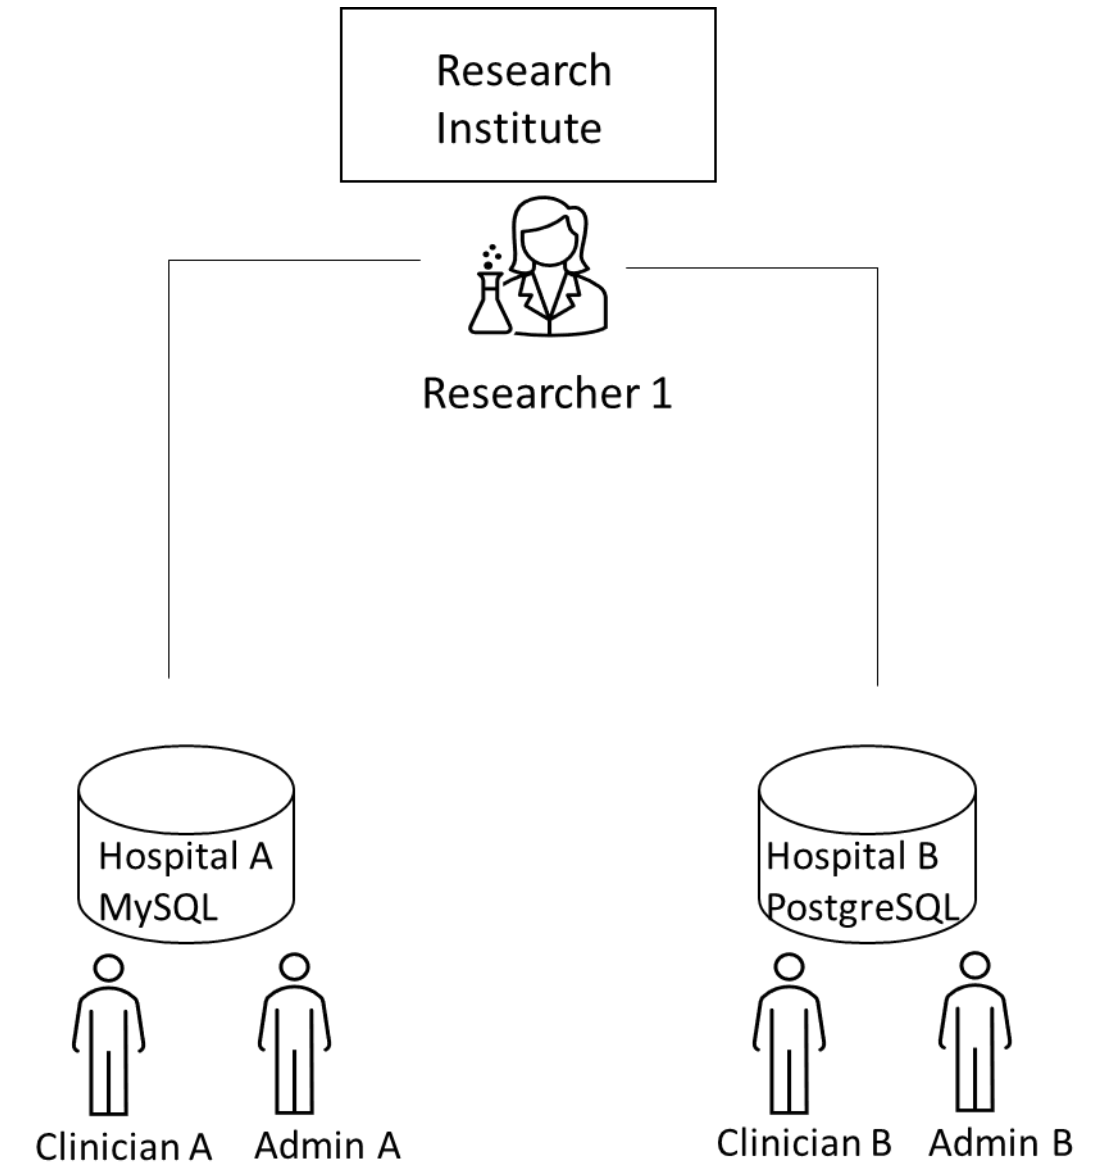 Research
Institute
Researcher 1
Hospital A
MySQL
Hospital B
PostgreSQL
Clinician A
Admin A
Clinician B
Admin B